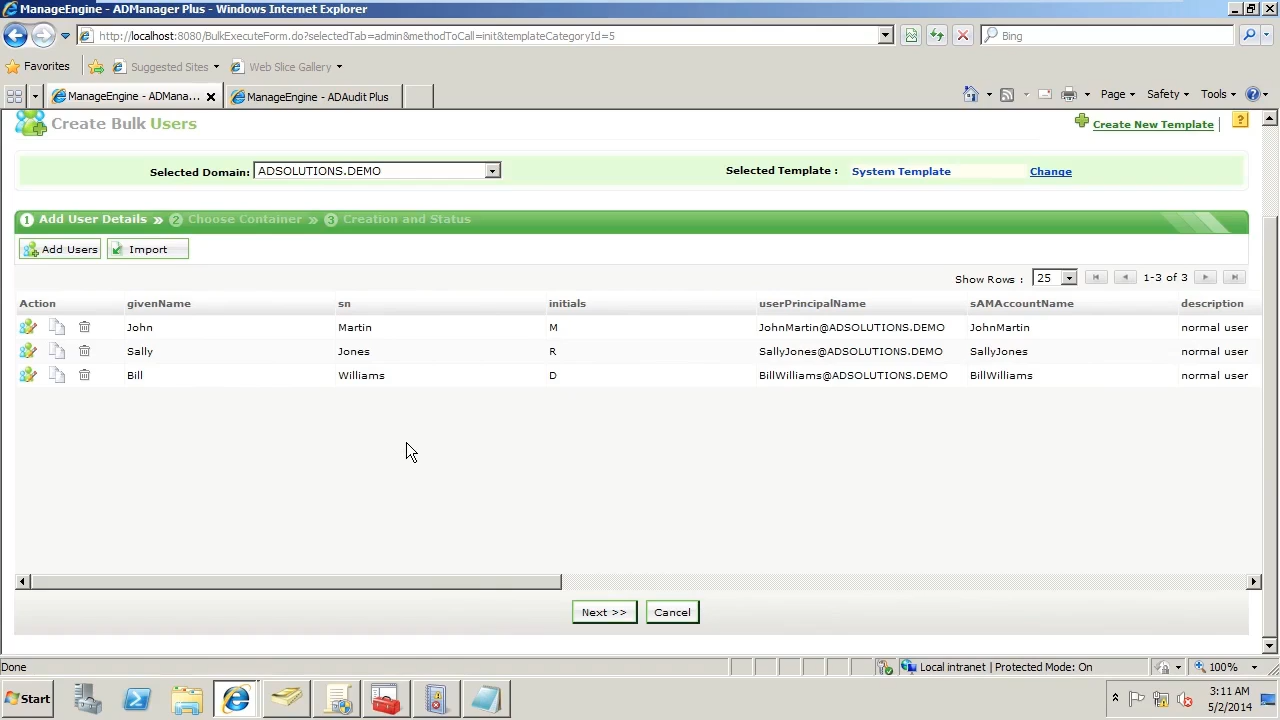 ManageEngine - ADManager Plus - Windows Internet Explorer
http://localhost:8080/BulkExecuteForm.do?selectedTab=admin&methodToCall=init&templateCategoryId=5
Bing
Favorites
Suggested Sites
Web Slice Gallery
ManageEngine - ADMana...
ManageEngine - ADAudit Plus
Page
Safety
Tools
Create Bulk Users
Create New Template
?
Selected Domain:
ADSOLUTIONS.DEMO
Selected Template :
System Template
Change
1 Add User Details » 2 Choose Container » 3 Creation and Status
Add Users
Import
Show Rows :
25
1-3 of 3
Action givenName sn initials userPrincipalName sAMAccountName description
John Martin M JohnMartin@ADSOLUTIONS.DEMO JohnMartin normal user
Sally Jones R SallyJones@ADSOLUTIONS.DEMO SallyJones normal user
Bill Williams D BillWilliams@ADSOLUTIONS.DEMO BillWilliams normal user
Next >>
Cancel
Done
Local intranet | Protected Mode: On
100%
Start
3:11 AM
5/2/2014